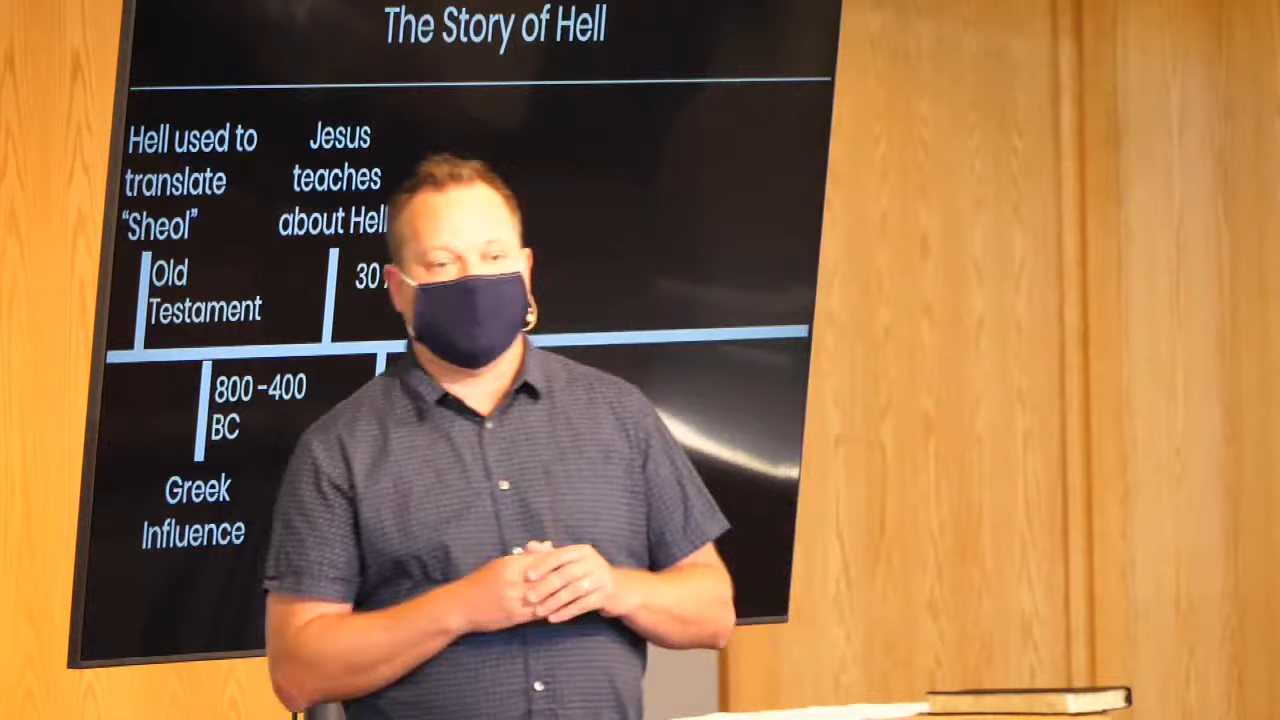 The Story of Hell
Hell used to
translate
“Sheol”
Jesus
teaches
about Hell
Old
Testament
30
800 -400
BC
Greek
Influence